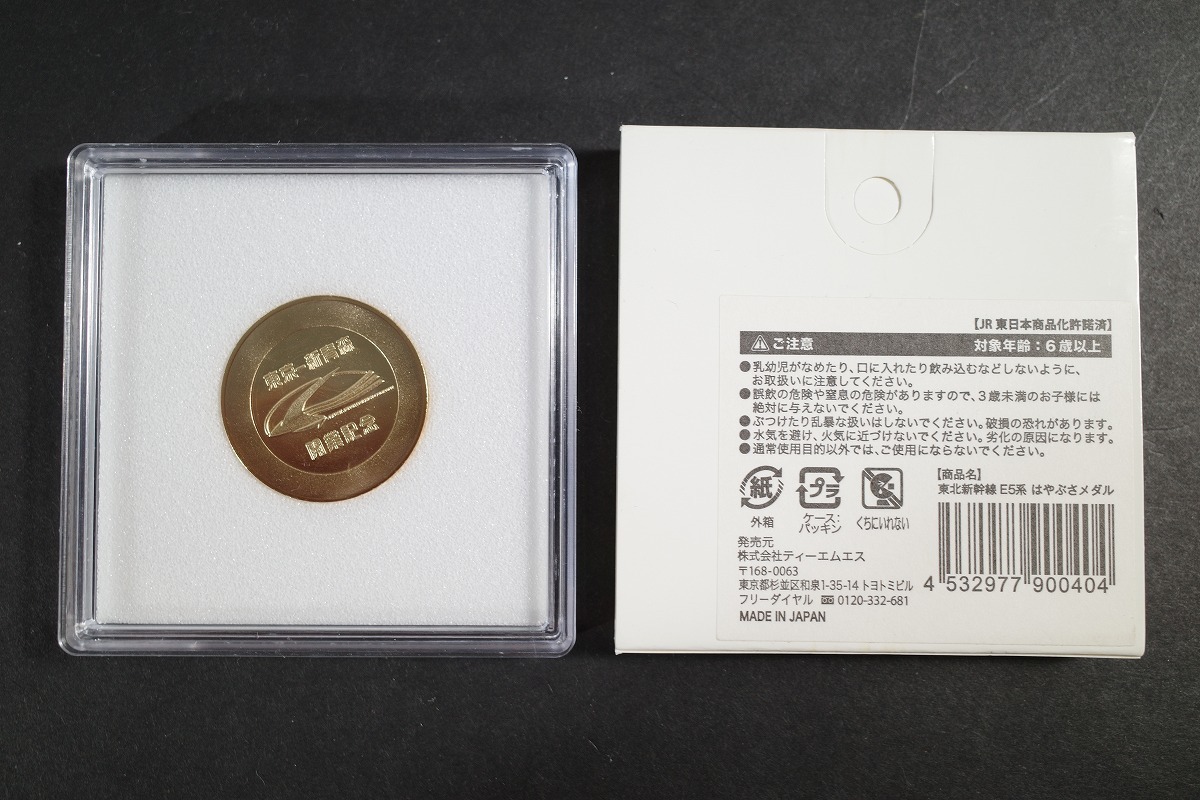 東京-新青森
開業記念
【JR 東日本商品化許諾済】
ご注意 対象年齢：6歳以上
●乳幼児がなめたり、口に入れたり飲み込むなどしないように、
お取扱いに注意してください。
●誤飲の危険や窒息の危険がありますので、3歳未満のお子様には
絶対に与えないでください。
●ぶつけたり乱暴な扱いはしないでください。破損の恐れがあります。
●水気を避け、火気に近づけないでください。劣化の原因になります。
●通常使用目的以外では、ご使用にならないでください。
紙
外箱
プラ
ケース：
パッキン
くちにいれない
【商品名】
東北新幹線 E5系 はやぶさメダル
発売元
株式会社ティーエムエス
〒168-0063
東京都杉並区和泉1-35-14 トヨトミビル
フリーダイヤル 0120-332-681
MADE IN JAPAN
4 532977 900404